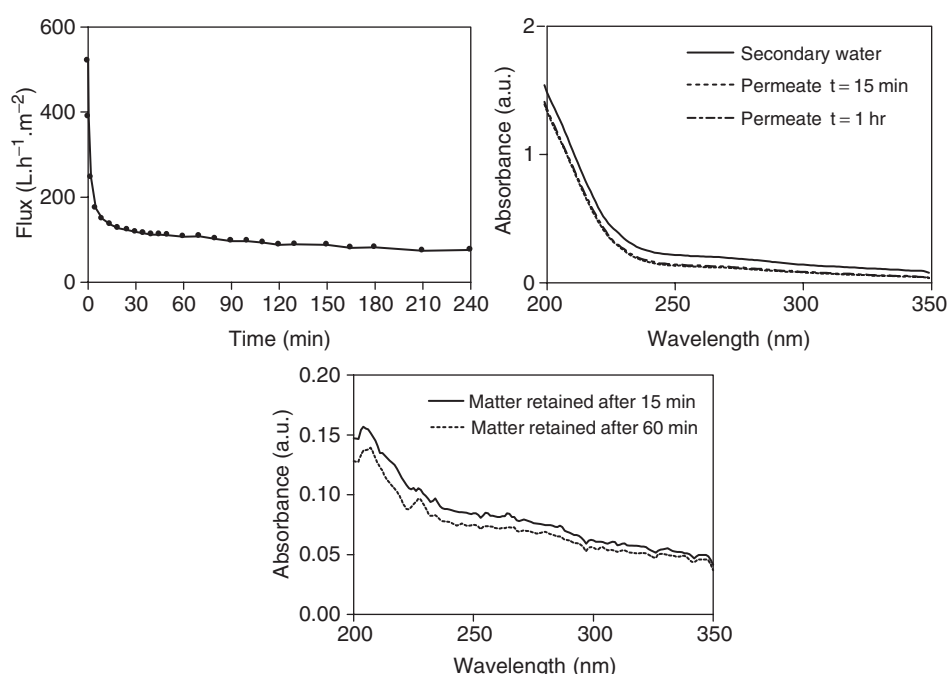 600
400
200
0
Flux (L.h⁻¹.m⁻²)
0 30 60 90 120 150 180 210 240
Time (min)
2
1
0
Absorbance (a.u.)
Secondary water
Permeate t = 15 min
Permeate t = 1 hr
200 250 300 350
Wavelength (nm)
0.20
0.15
0.10
0.05
0.00
Absorbance (a.u.)
Matter retained after 15 min
Matter retained after 60 min
200 250 300 350
Wavelength (nm)